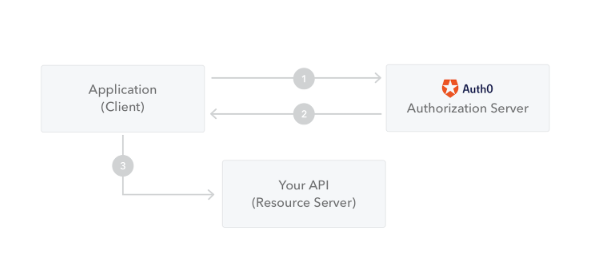 Application
(Client)
1
Auth0
Authorization Server
2
3
Your API
(Resource Server)